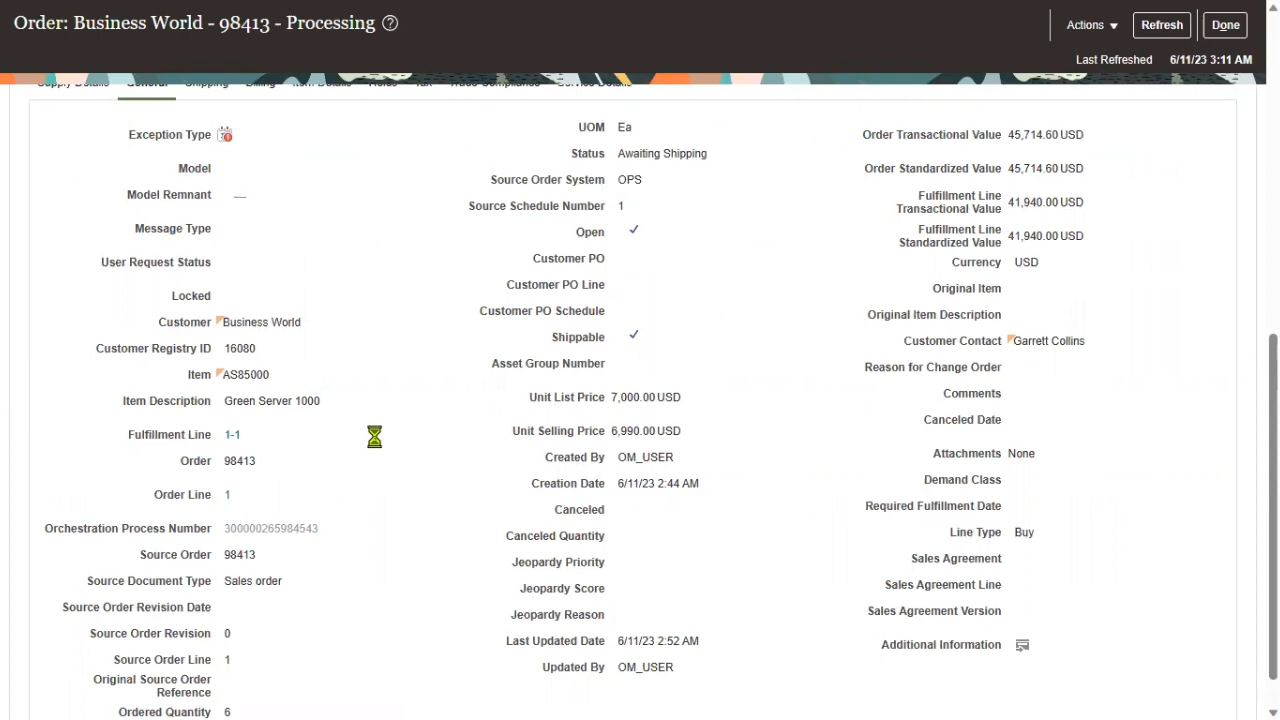 Order: Business World - 98413 - Processing
Actions
Refresh
Done
Last Refreshed 6/11/23 3:11 AM
Supply Details General Shipping Billing Item Details Holds Tax Trade Compliance Service Details
Exception Type
Model
Model Remnant
Message Type
User Request Status
Locked
Customer Business World
Customer Registry ID 16080
Item AS85000
Item Description Green Server 1000
Fulfillment Line 1-1
Order 98413
Order Line 1
Orchestration Process Number 300000265984543
Source Order 98413
Source Document Type Sales order
Source Order Revision Date
Source Order Revision 0
Source Order Line 1
Original Source Order
Reference
Ordered Quantity 6
UOM Ea
Status Awaiting Shipping
Source Order System OPS
Source Schedule Number 1
Open
Customer PO
Customer PO Line
Customer PO Schedule
Shippable
Asset Group Number
Unit List Price 7,000.00 USD
Unit Selling Price 6,990.00 USD
Created By OM_USER
Creation Date 6/11/23 2:44 AM
Canceled
Canceled Quantity
Jeopardy Priority
Jeopardy Score
Jeopardy Reason
Last Updated Date 6/11/23 2:52 AM
Updated By OM_USER
Order Transactional Value 45,714.60 USD
Order Standardized Value 45,714.60 USD
Fulfillment Line
Transactional Value 41,940.00 USD
Fulfillment Line
Standardized Value 41,940.00 USD
Currency USD
Original Item
Original Item Description
Customer Contact Garrett Collins
Reason for Change Order
Comments
Canceled Date
Attachments None
Demand Class
Required Fulfillment Date
Line Type Buy
Sales Agreement
Sales Agreement Line
Sales Agreement Version
Additional Information